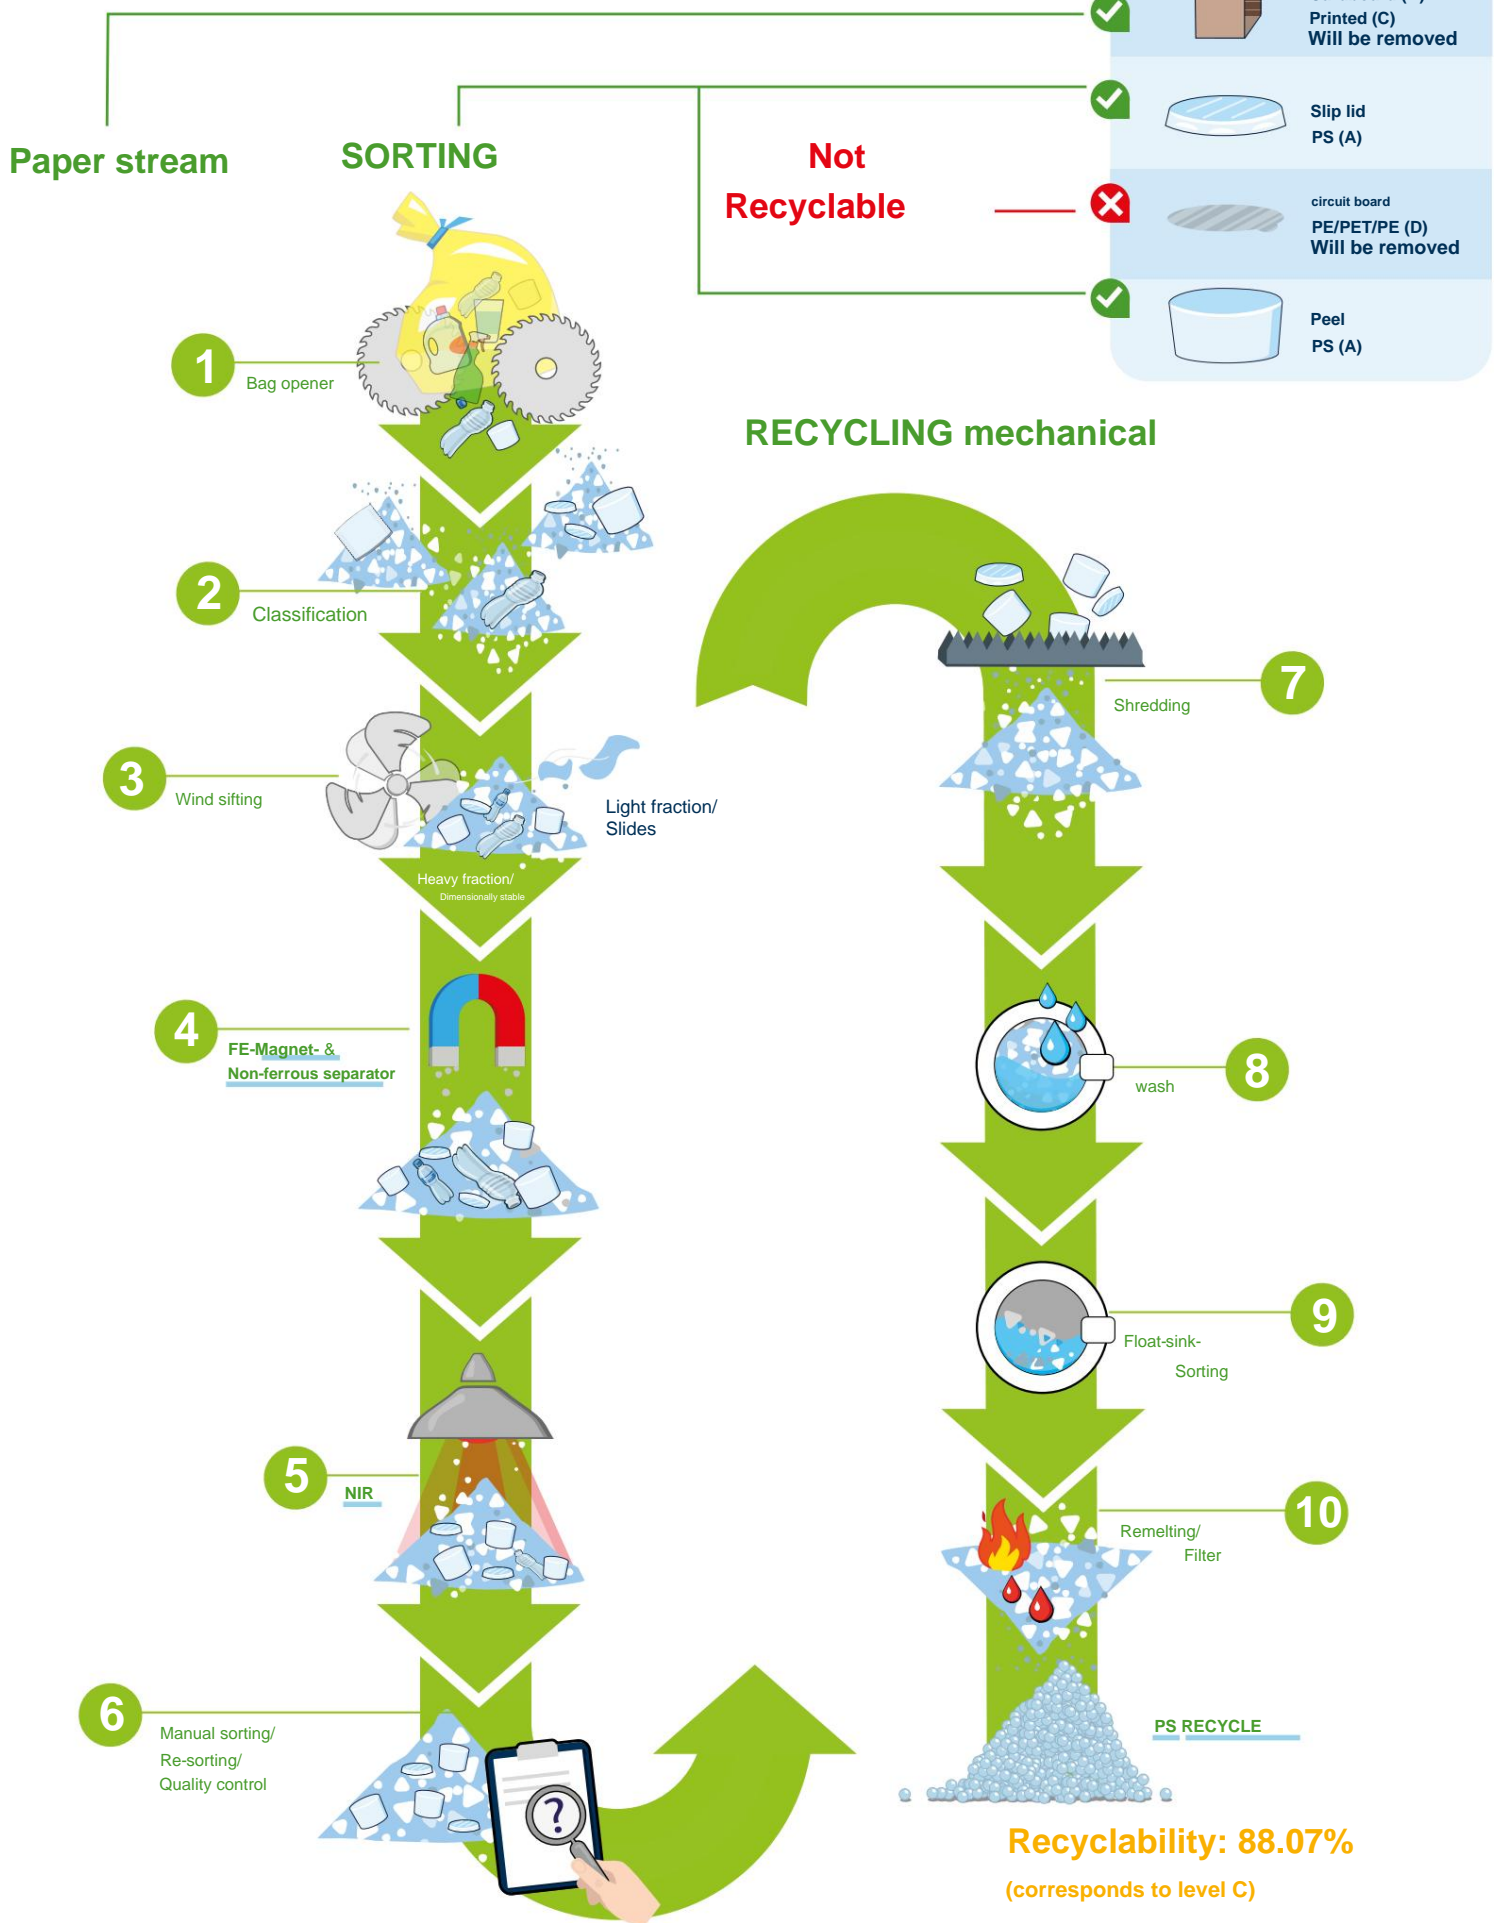 Printed (C)
Will be removed
Slip lid
PS (A)
circuit board
PE/PET/PE (D)
Will be removed
Peel
PS (A)
Paper stream
SORTING
Not
Recyclable
1
Bag opener
RECYCLING mechanical
2
Classification
3
Wind sifting
Light fraction/
Slides
Heavy fraction/
Dimensionally stable
4
FE-Magnet- &
Non-ferrous separator
5
NIR
6
Manual sorting/
Re-sorting/
Quality control
?
7
Shredding
8
wash
9
Float-sink-
Sorting
10
Remelting/
Filter
PS RECYCLE
Recyclability: 88.07%
(corresponds to level C)